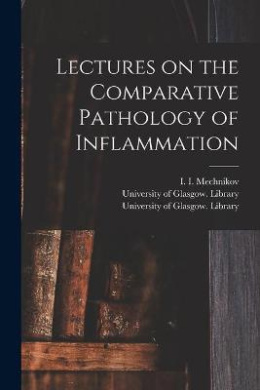 Lectures on the
Comparative
Pathology of
Inflammation
I. I. Mechnikov
University of Glasgow. Library
University of Glasgow. Library